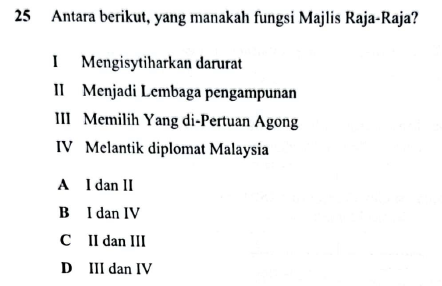 25 Antara berikut, yang manakah fungsi Majlis Raja-Raja?
I Mengisytiharkan darurat
II Menjadi Lembaga pengampunan
III Memilih Yang di-Pertuan Agong
IV Melantik diplomat Malaysia
A I dan II
B I dan IV
C II dan III
D III dan IV